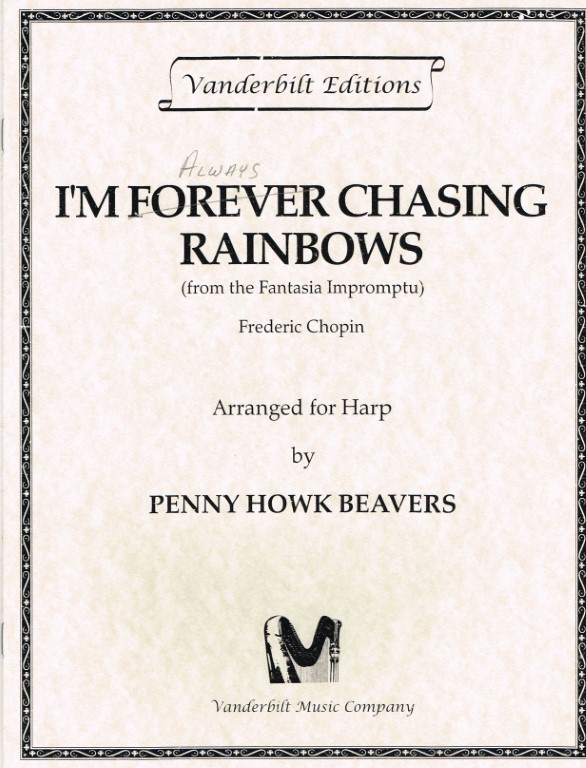 Vanderbilt Editions
ALWAYS
I'M FOREVER CHASING
RAINBOWS
(from the Fantasia Impromptu)
Frederic Chopin
Arranged for Harp
by
PENNY HOWK BEAVERS
Vanderbilt Music Company